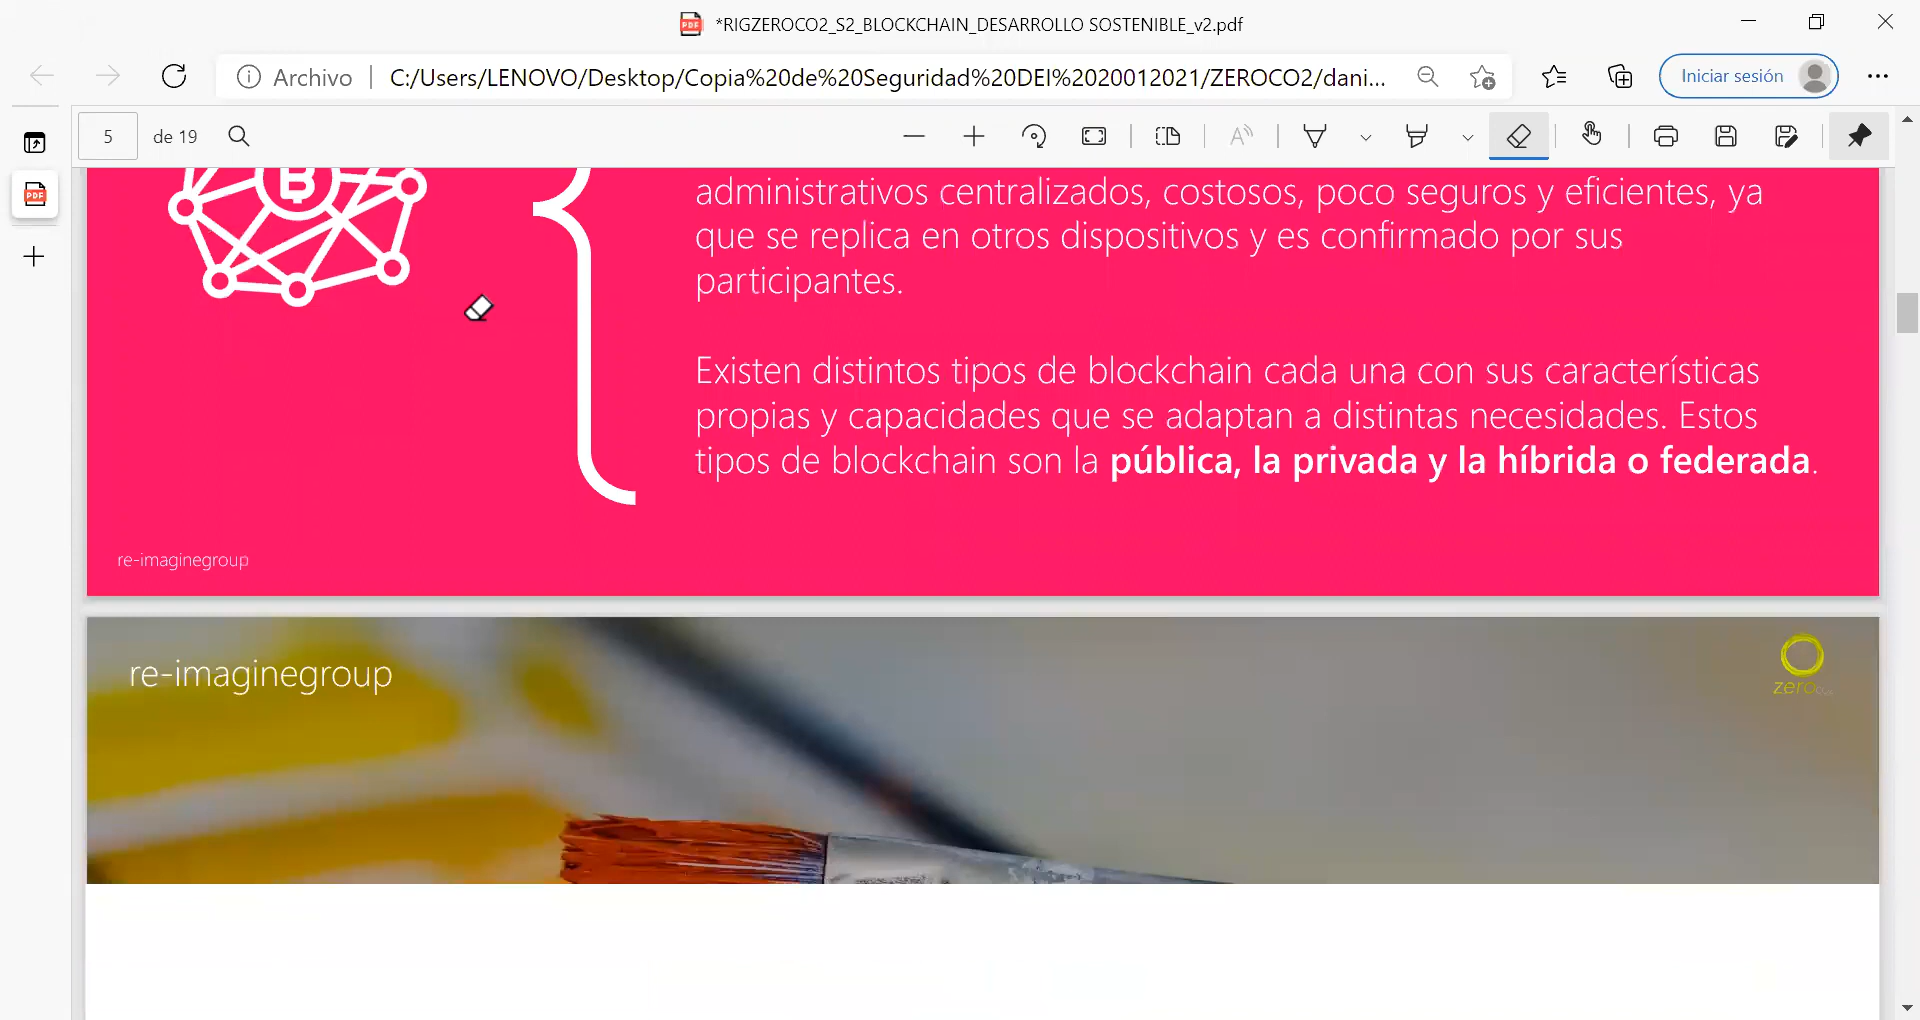 *RIGZEROCO2_S2_BLOCKCHAIN_DESARROLLO SOSTENIBLE_v2.pdf
Archivo
C:/Users/LENOVO/Desktop/Copia%20de%20Seguridad%20DEI%2020012021/ZEROCO2/dani...
Iniciar sesión
5 de 19
administrativos centralizados, costosos, poco seguros y eficientes, ya
que se replica en otros dispositivos y es confirmado por sus
participantes.
Existen distintos tipos de blockchain cada una con sus características
propias y capacidades que se adaptan a distintas necesidades. Estos
tipos de blockchain son la pública, la privada y la híbrida o federada.
re-imaginegroup
re-imaginegroup
zero